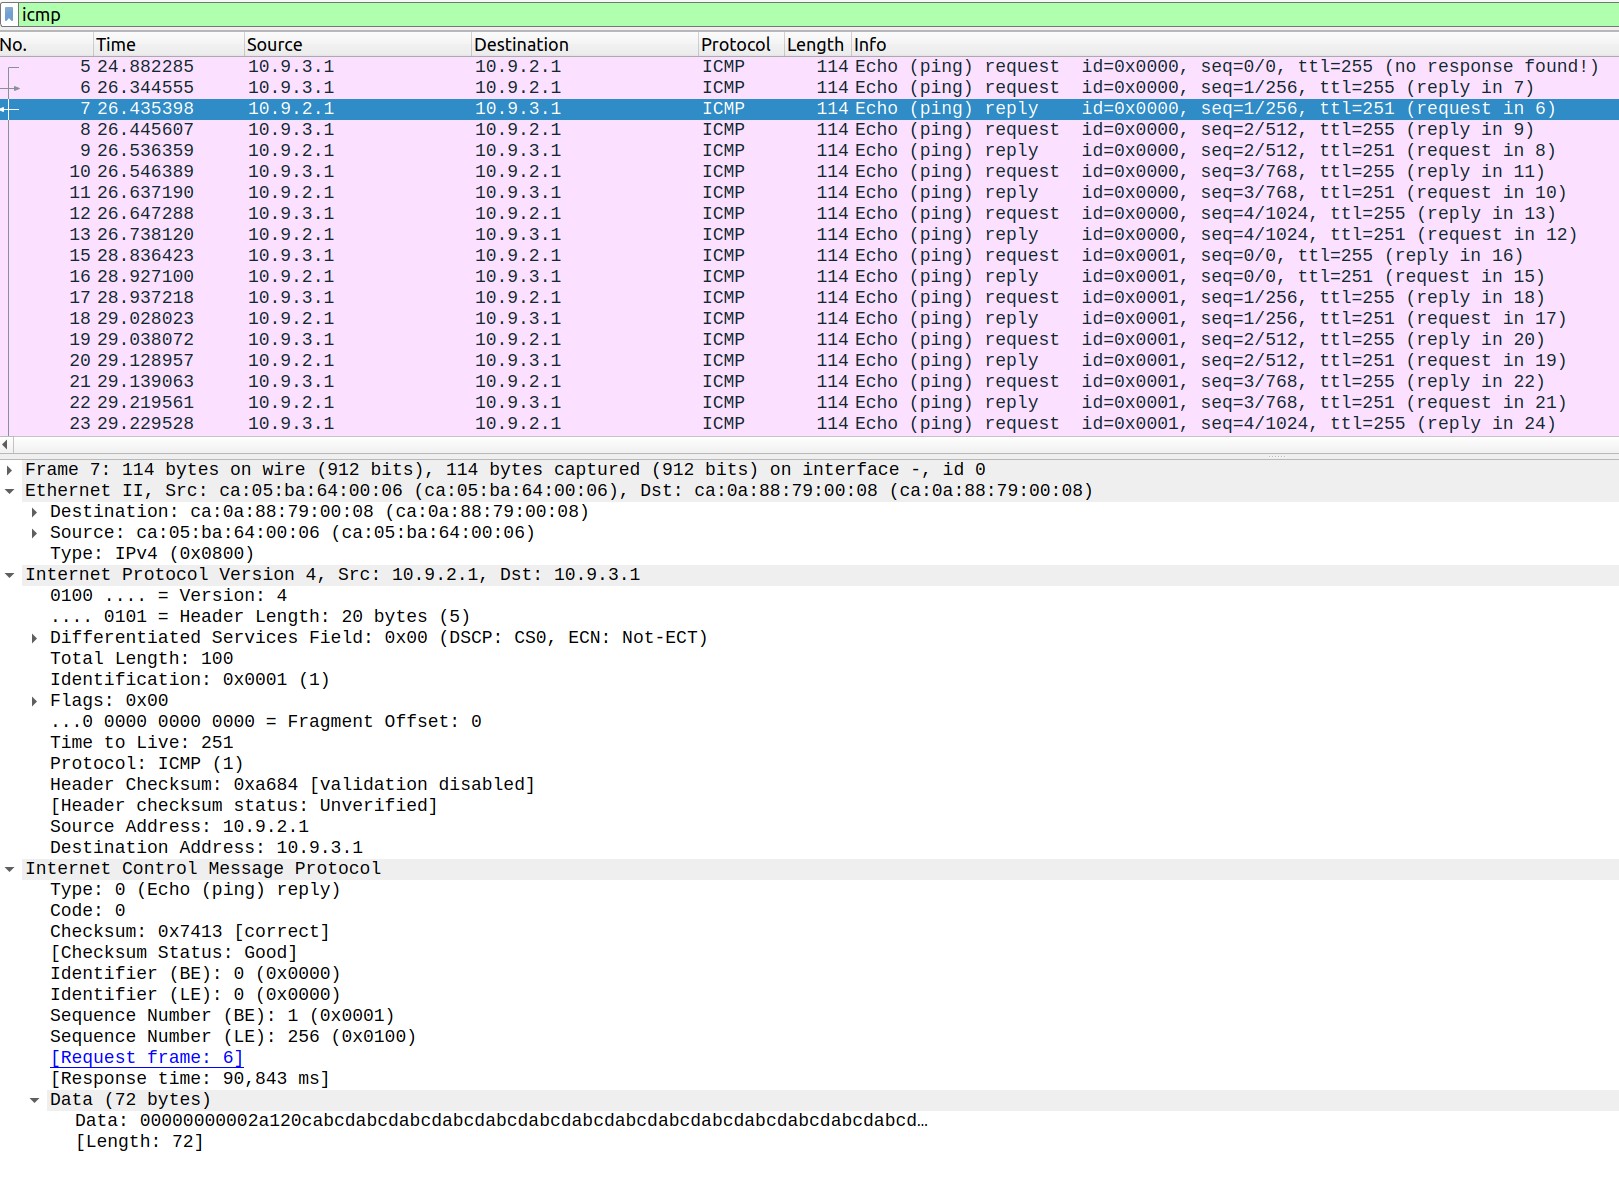 icmp
No. Time Source Destination Protocol Length Info
5 24.882285 10.9.3.1 10.9.2.1 ICMP 114 Echo (ping) request id=0x0000, seq=0/0, ttl=255 (no response found!)
6 26.344555 10.9.3.1 10.9.2.1 ICMP 114 Echo (ping) request id=0x0000, seq=1/256, ttl=255 (reply in 7)
7 26.435398 10.9.2.1 10.9.3.1 ICMP 114 Echo (ping) reply id=0x0000, seq=1/256, ttl=251 (request in 6)
8 26.445607 10.9.3.1 10.9.2.1 ICMP 114 Echo (ping) request id=0x0000, seq=2/512, ttl=255 (reply in 9)
9 26.536359 10.9.2.1 10.9.3.1 ICMP 114 Echo (ping) reply id=0x0000, seq=2/512, ttl=251 (request in 8)
10 26.546389 10.9.3.1 10.9.2.1 ICMP 114 Echo (ping) request id=0x0000, seq=3/768, ttl=255 (reply in 11)
11 26.637190 10.9.2.1 10.9.3.1 ICMP 114 Echo (ping) reply id=0x0000, seq=3/768, ttl=251 (request in 10)
12 26.647288 10.9.3.1 10.9.2.1 ICMP 114 Echo (ping) request id=0x0000, seq=4/1024, ttl=255 (reply in 13)
13 26.738120 10.9.2.1 10.9.3.1 ICMP 114 Echo (ping) reply id=0x0000, seq=4/1024, ttl=251 (request in 12)
15 28.836423 10.9.3.1 10.9.2.1 ICMP 114 Echo (ping) request id=0x0001, seq=0/0, ttl=255 (reply in 16)
16 28.927100 10.9.2.1 10.9.3.1 ICMP 114 Echo (ping) reply id=0x0001, seq=0/0, ttl=251 (request in 15)
17 28.937218 10.9.3.1 10.9.2.1 ICMP 114 Echo (ping) request id=0x0001, seq=1/256, ttl=255 (reply in 18)
18 29.028023 10.9.2.1 10.9.3.1 ICMP 114 Echo (ping) reply id=0x0001, seq=1/256, ttl=251 (request in 17)
19 29.038072 10.9.3.1 10.9.2.1 ICMP 114 Echo (ping) request id=0x0001, seq=2/512, ttl=255 (reply in 20)
20 29.128957 10.9.2.1 10.9.3.1 ICMP 114 Echo (ping) reply id=0x0001, seq=2/512, ttl=251 (request in 19)
21 29.139063 10.9.3.1 10.9.2.1 ICMP 114 Echo (ping) request id=0x0001, seq=3/768, ttl=255 (reply in 22)
22 29.219561 10.9.2.1 10.9.3.1 ICMP 114 Echo (ping) reply id=0x0001, seq=3/768, ttl=251 (request in 21)
23 29.229528 10.9.3.1 10.9.2.1 ICMP 114 Echo (ping) request id=0x0001, seq=4/1024, ttl=255 (reply in 24)
Frame 7: 114 bytes on wire (912 bits), 114 bytes captured (912 bits) on interface -, id 0
Ethernet II, Src: ca:05:ba:64:00:06 (ca:05:ba:64:00:06), Dst: ca:0a:88:79:00:08 (ca:0a:88:79:00:08)
Destination: ca:0a:88:79:00:08 (ca:0a:88:79:00:08)
Source: ca:05:ba:64:00:06 (ca:05:ba:64:00:06)
Type: IPv4 (0x0800)
Internet Protocol Version 4, Src: 10.9.2.1, Dst: 10.9.3.1
0100 .... = Version: 4
.... 0101 = Header Length: 20 bytes (5)
Differentiated Services Field: 0x00 (DSCP: CS0, ECN: Not-ECT)
Total Length: 100
Identification: 0x0001 (1)
Flags: 0x00
...0 0000 0000 0000 = Fragment Offset: 0
Time to Live: 251
Protocol: ICMP (1)
Header Checksum: 0xa684 [validation disabled]
[Header checksum status: Unverified]
Source Address: 10.9.2.1
Destination Address: 10.9.3.1
Internet Control Message Protocol
Type: 0 (Echo (ping) reply)
Code: 0
Checksum: 0x7413 [correct]
[Checksum Status: Good]
Identifier (BE): 0 (0x0000)
Identifier (LE): 0 (0x0000)
Sequence Number (BE): 1 (0x0001)
Sequence Number (LE): 256 (0x0100)
[Request frame: 6]
[Response time: 90,843 ms]
Data (72 bytes)
Data: 00000000002a120cabcdabcdabcdabcdabcdabcdabcdabcdabcdabcdabcdabcdabcdabcd…
[Length: 72]